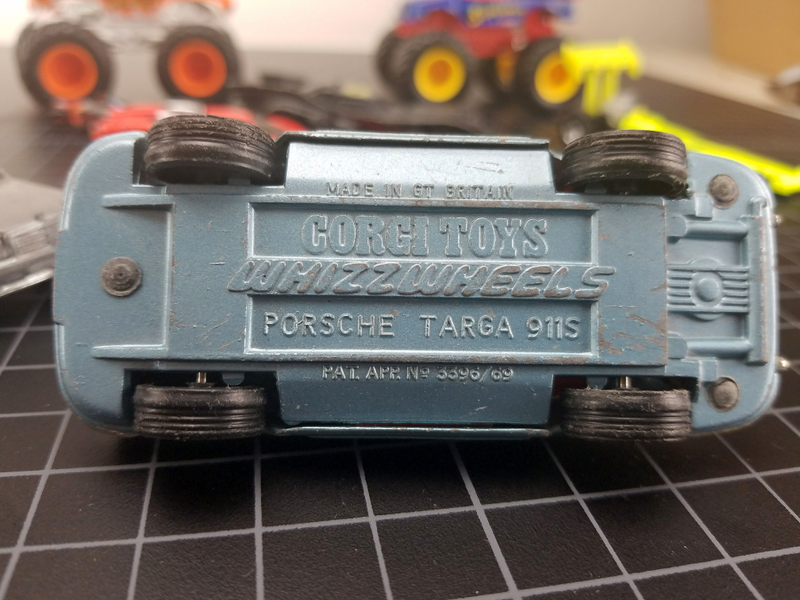 MADE IN GT BRITAIN
CORGI TOYS
WHIZZWHEELS
PORSCHE TARGA 911S
PAT. APP. Nº 3396/69